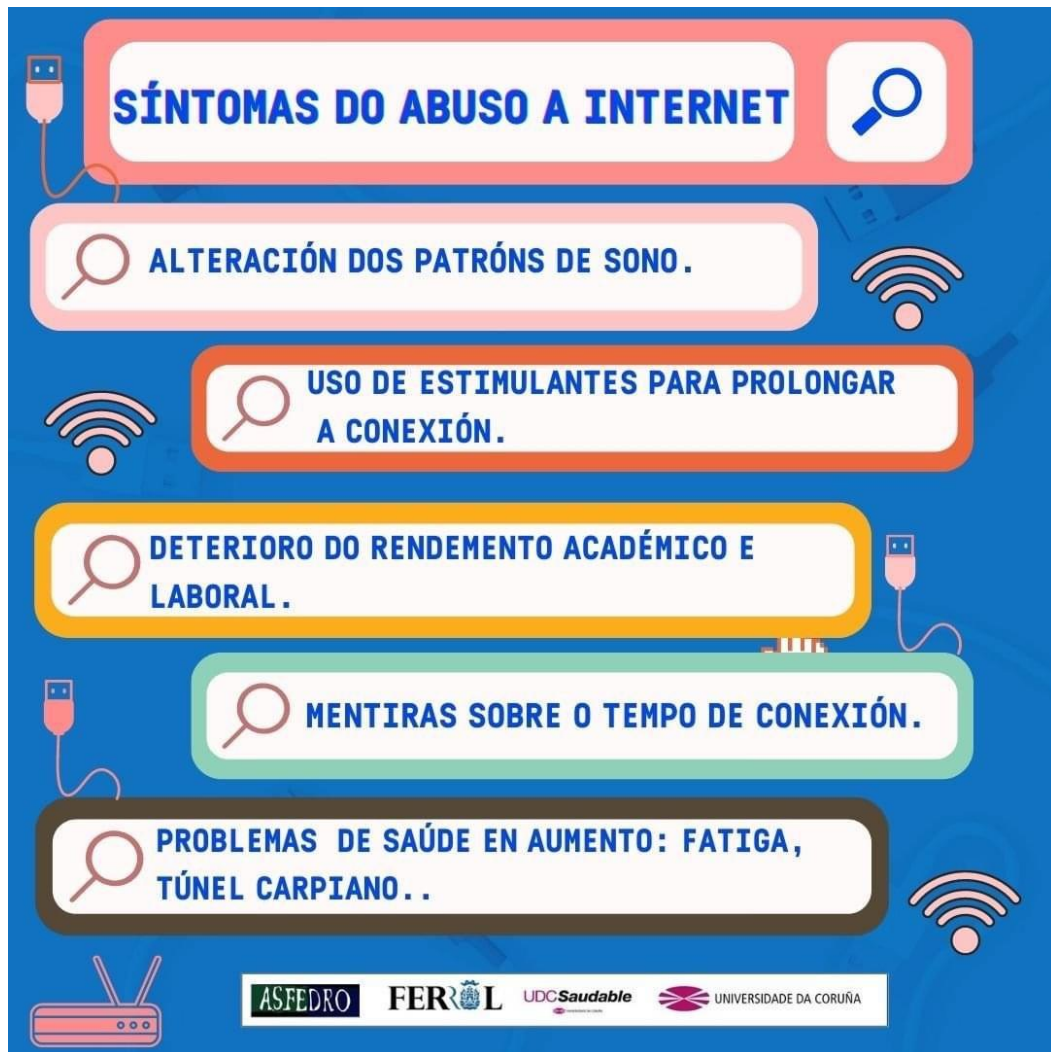 SÍNTOMAS DO ABUSO A INTERNET
ALTERACIÓN DOS PATRÓNS DE SONO.
USO DE ESTIMULANTES PARA PROLONGAR
A CONEXIÓN.
DETERIORO DO RENDEMENTO ACADÉMICO E
LABORAL.
MENTIRAS SOBRE O TEMPO DE CONEXIÓN.
PROBLEMAS DE SAÚDE EN AUMENTO: FATIGA,
TÚNEL CARPIANO..
ASFEDRO FERROL UDCSaudable UNIVERSIDADE DA CORUÑA